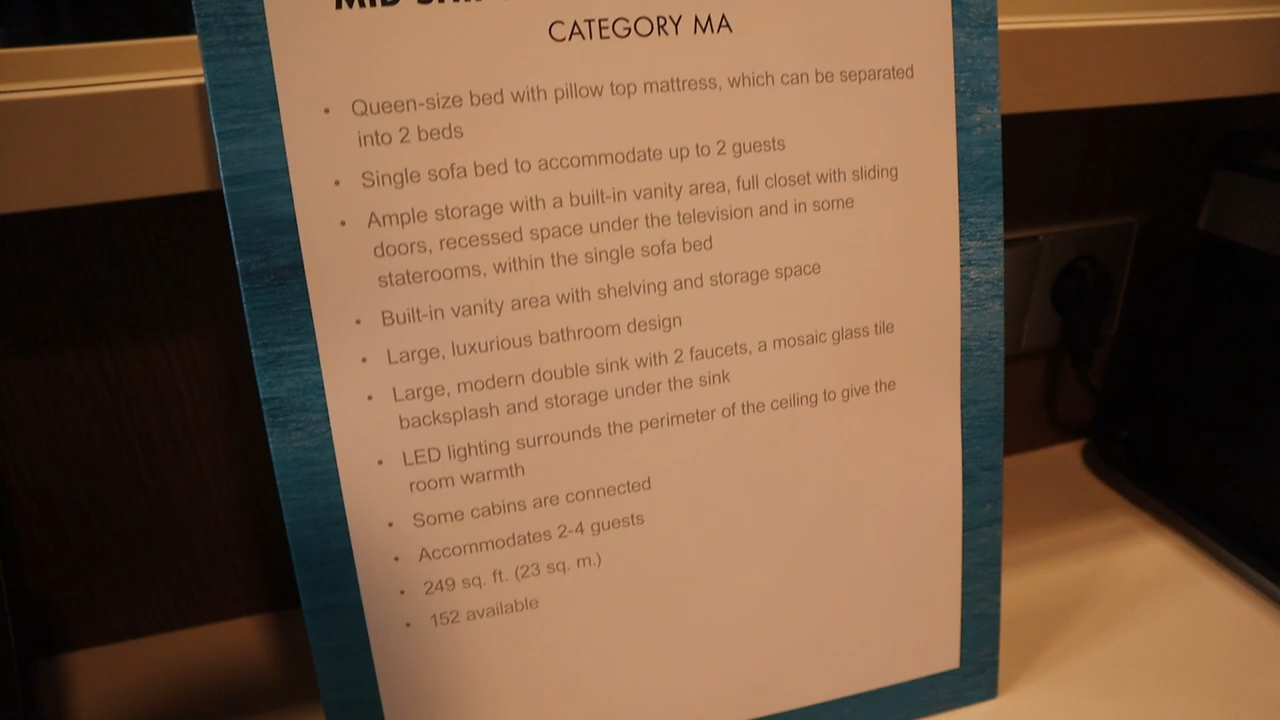 CATEGORY MA
• Queen-size bed with pillow top mattress, which can be separated
into 2 beds
• Single sofa bed to accommodate up to 2 guests
• Ample storage with a built-in vanity area, full closet with sliding
doors, recessed space under the television and in some
staterooms, within the single sofa bed
• Built-in vanity area with shelving and storage space
• Large, luxurious bathroom design
• Large, modern double sink with 2 faucets, a mosaic glass tile
backsplash and storage under the sink
• LED lighting surrounds the perimeter of the ceiling to give the
room warmth
• Some cabins are connected
• Accommodates 2-4 guests
• 249 sq. ft. (23 sq. m.)
• 152 available